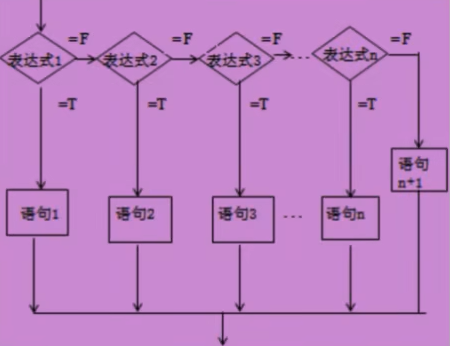 =F
=F
=F
=F
表达式1
表达式2
表达式3
...
表达式n
=T
=T
=T
=T
语句
n+1
语句1
语句2
语句3
...
语句n